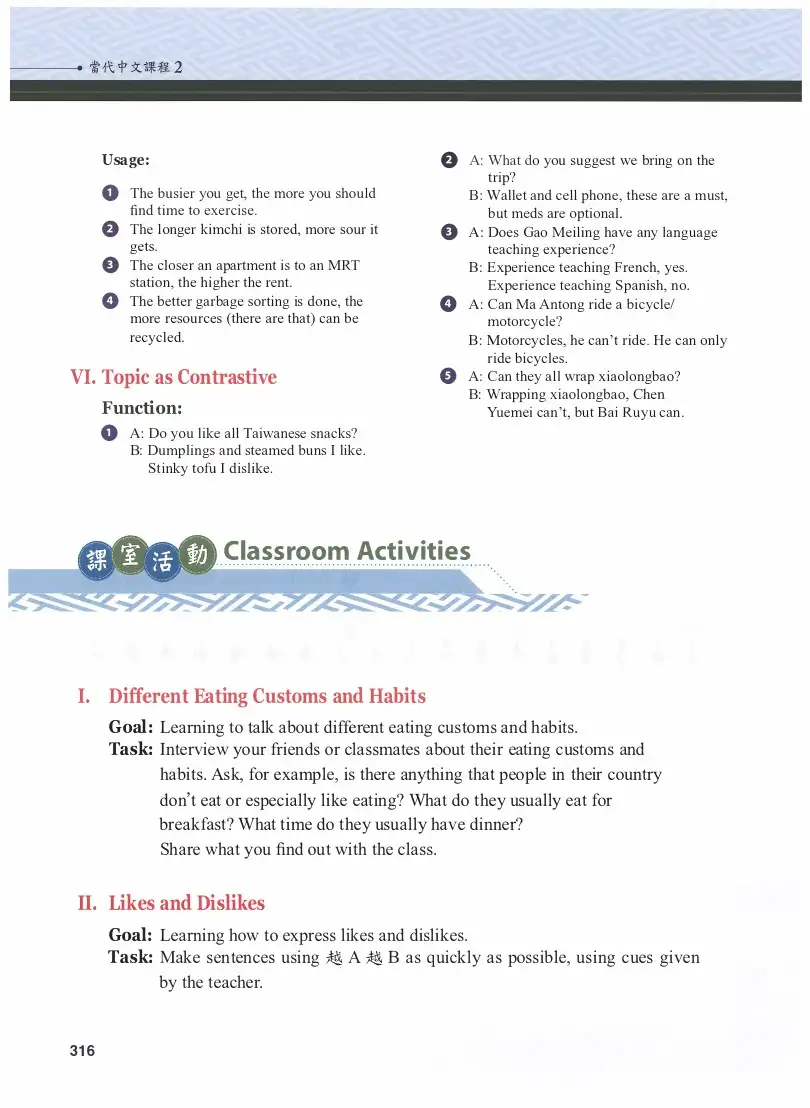 當代中文課程 2
Usage:
1 The busier you get, the more you should
find time to exercise.
2 The longer kimchi is stored, more sour it
gets.
3 The closer an apartment is to an MRT
station, the higher the rent.
4 The better garbage sorting is done, the
more resources (there are that) can be
recycled.
VI. Topic as Contrastive
Function:
1 A: Do you like all Taiwanese snacks?
B: Dumplings and steamed buns I like.
Stinky tofu I dislike.
2 A: What do you suggest we bring on the
trip?
B: Wallet and cell phone, these are a must,
but meds are optional.
3 A: Does Gao Meiling have any language
teaching experience?
B: Experience teaching French, yes.
Experience teaching Spanish, no.
4 A: Can Ma Antong ride a bicycle/
motorcycle?
B: Motorcycles, he can't ride. He can only
ride bicycles.
5 A: Can they all wrap xiaolongbao?
B: Wrapping xiaolongbao, Chen
Yuemei can't, but Bai Ruyu can.
課室活動 Classroom Activities
I. Different Eating Customs and Habits
Goal: Learning to talk about different eating customs and habits.
Task: Interview your friends or classmates about their eating customs and
habits. Ask, for example, is there anything that people in their country
don't eat or especially like eating? What do they usually eat for
breakfast? What time do they usually have dinner?
Share what you find out with the class.
II. Likes and Dislikes
Goal: Learning how to express likes and dislikes.
Task: Make sentences using 越 A 越 B as quickly as possible, using cues given
by the teacher.
316